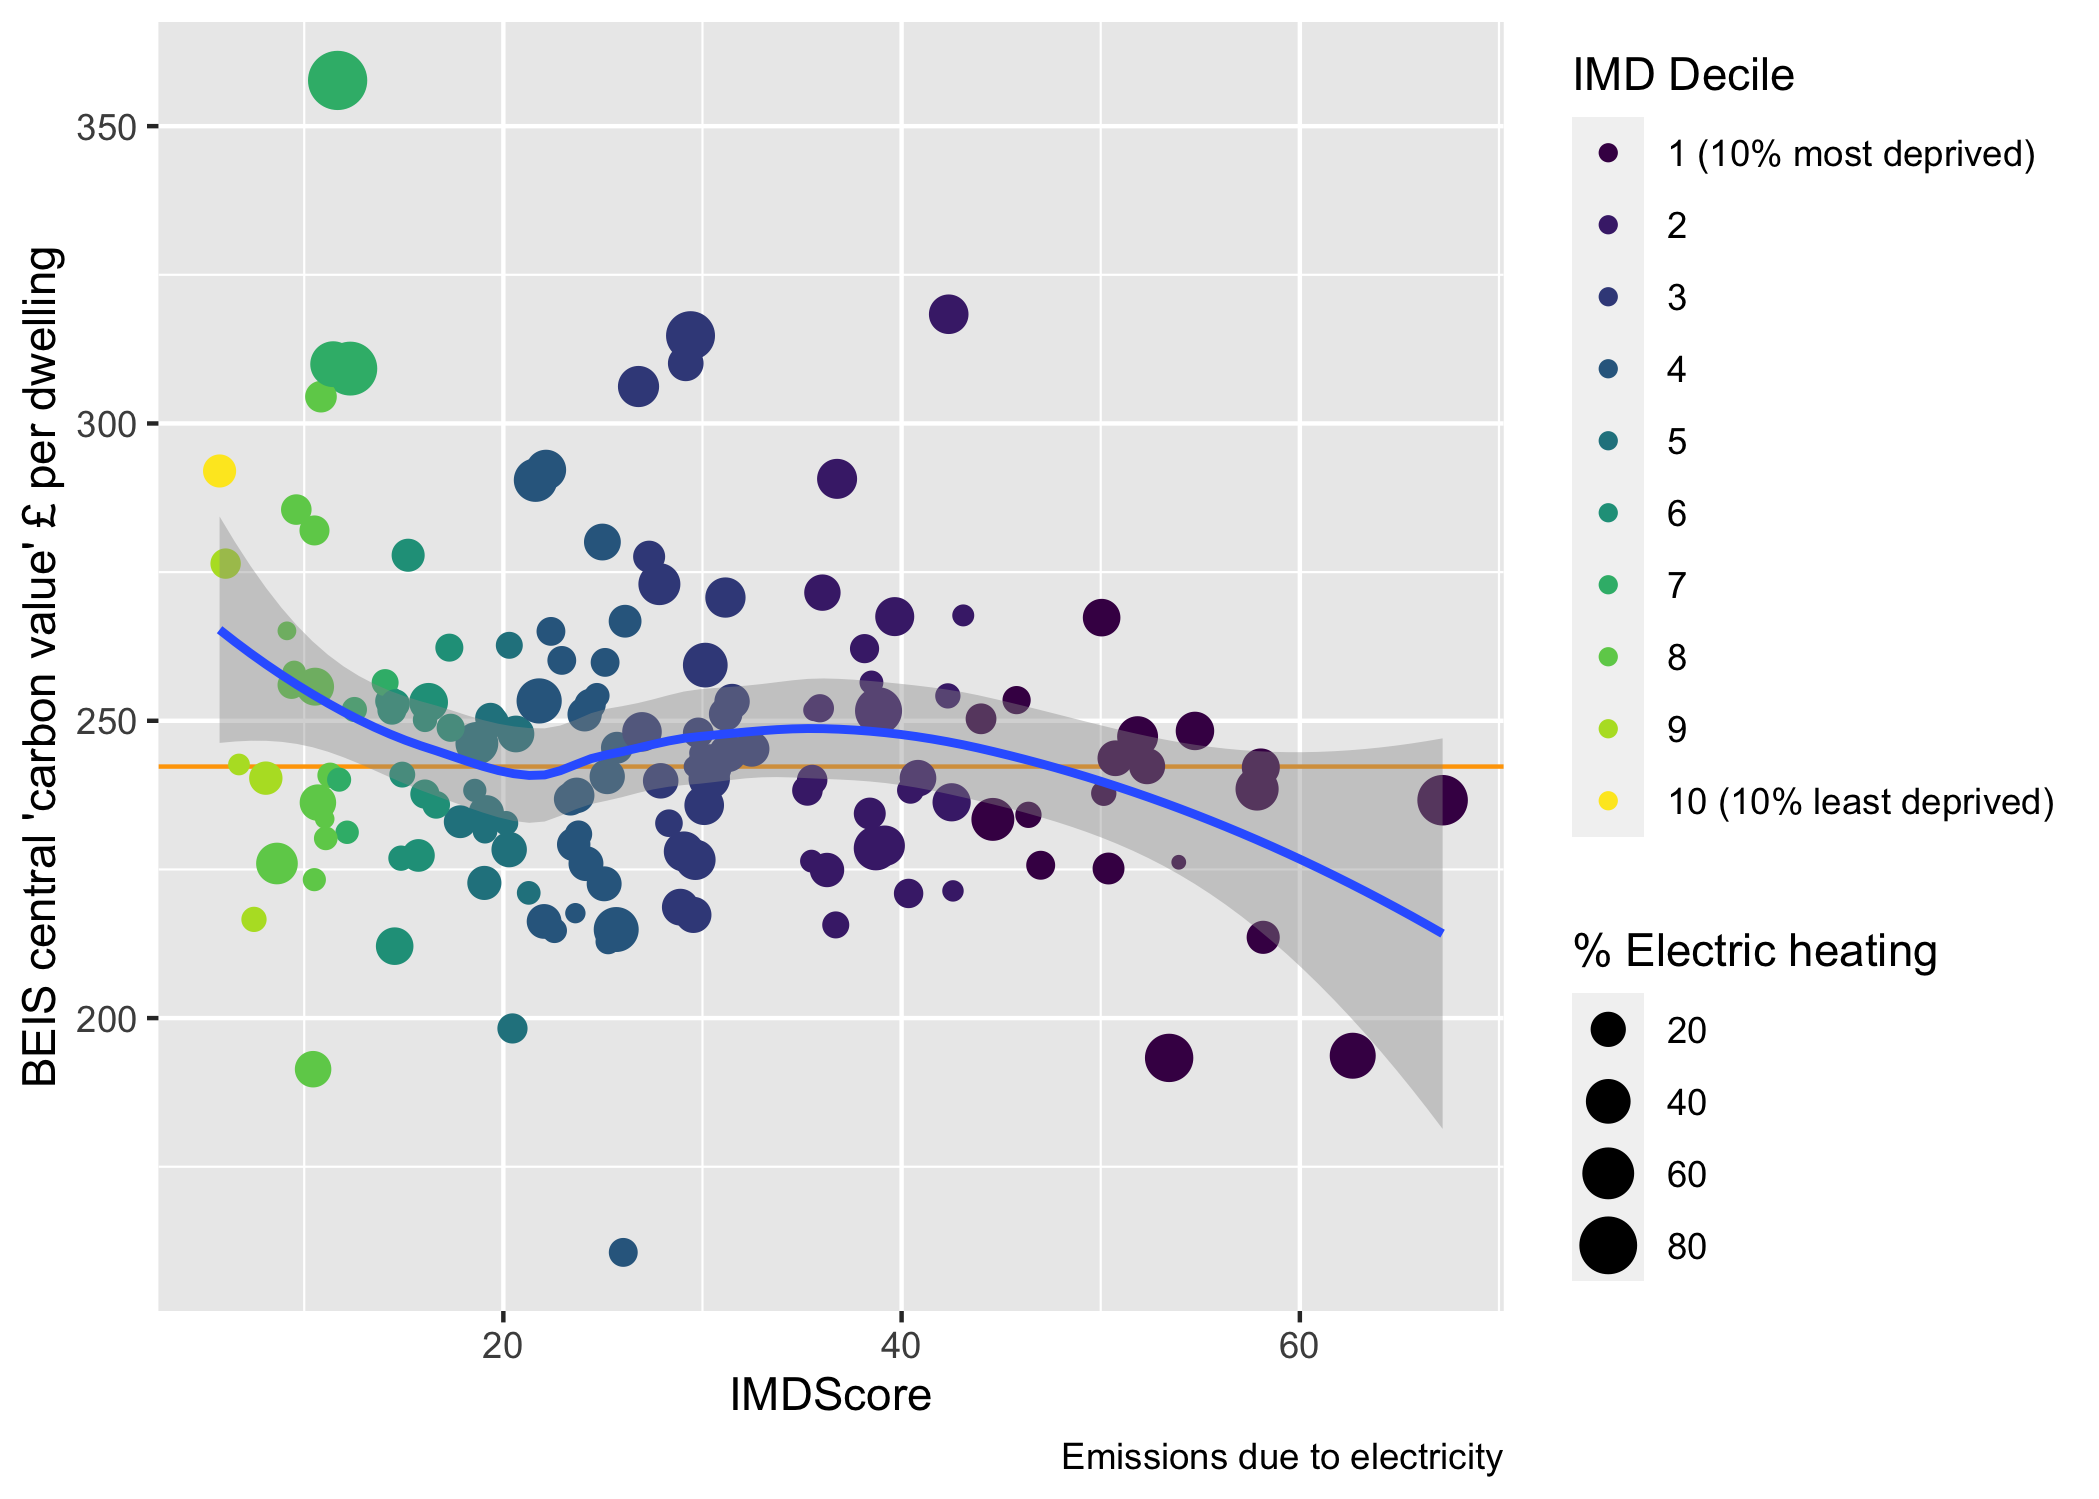 BEIS central 'carbon value' £ per dwelling
350
300
250
200
20
40
60
IMDScore
Emissions due to electricity
IMD Decile
1 (10% most deprived)
2
3
4
5
6
7
8
9
10 (10% least deprived)
% Electric heating
20
40
60
80